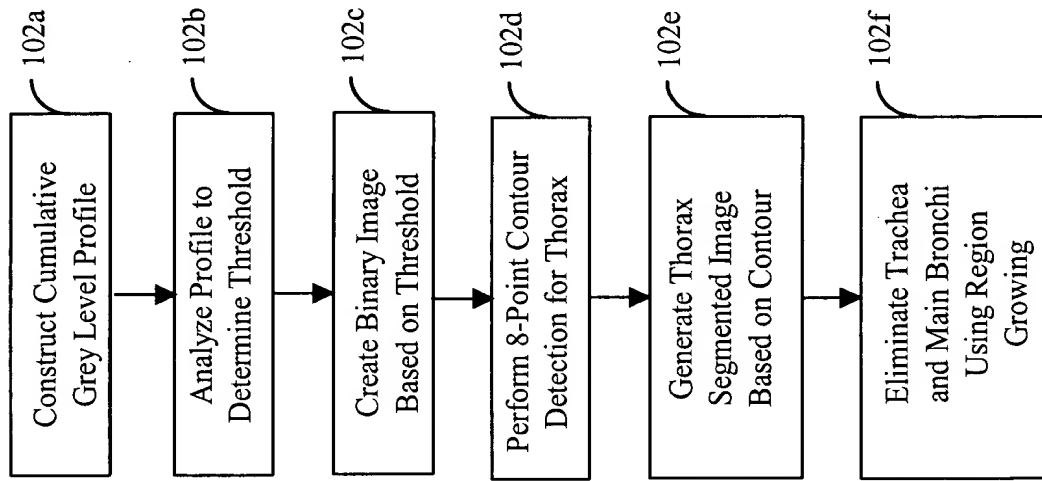 102a
Construct Cumulative
Grey Level Profile
102b
Analyze Profile to
Determine Threshold
102c
Create Binary Image
Based on Threshold
102d
Perform 8-Point Contour
Detection for Thorax
102e
Generate Thorax
Segmented Image
Based on Contour
102f
Eliminate Trachea
and Main Bronchi
Using Region
Growing